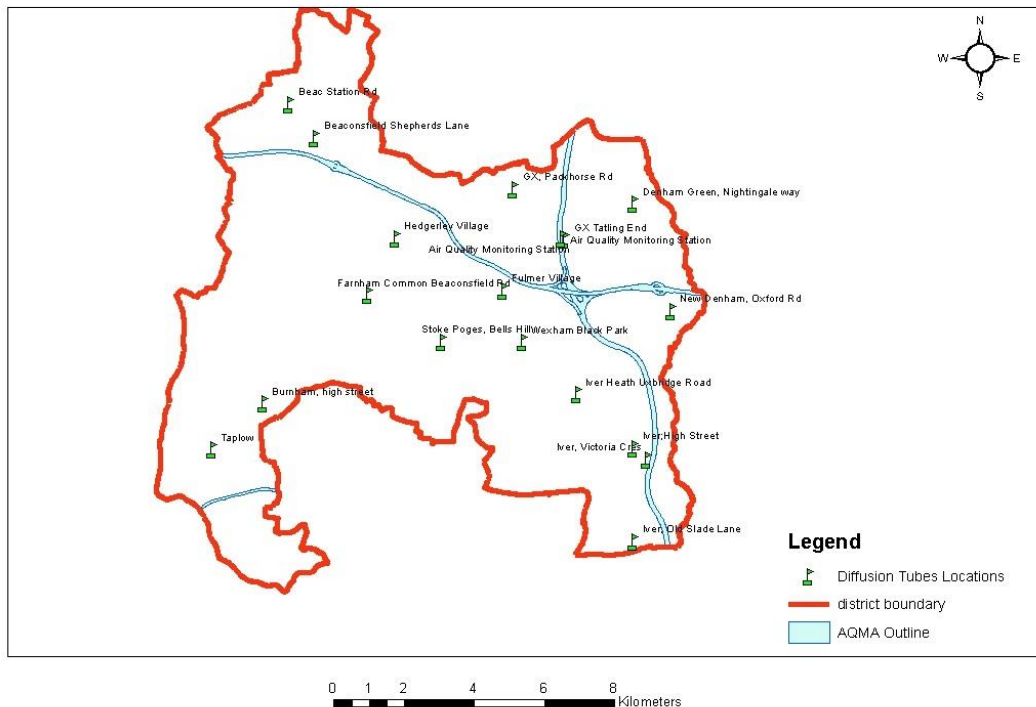 N
W E
S
Beac Station Rd
Beaconsfield Shepherds Lane
GX, Packhorse Rd
Denham Green, Nightingale way
Hedgerley Village
GX Tatling End
Air Quality Monitoring Station
Air Quality Monitoring Station
Farnham Common Beaconsfield Rd
Fulmer Village
New Denham, Oxford Rd
Stoke Poges, Bells Hill
Wexham Black Park
Iver Heath Uxbridge Road
Burnham, high street
Taplow
Iver,High Street
Iver, Victoria Cres
Iver, Old Slade Lane
Legend
Diffusion Tubes Locations
district boundary
AQMA Outline
0 1 2 4 6 8
Kilometers